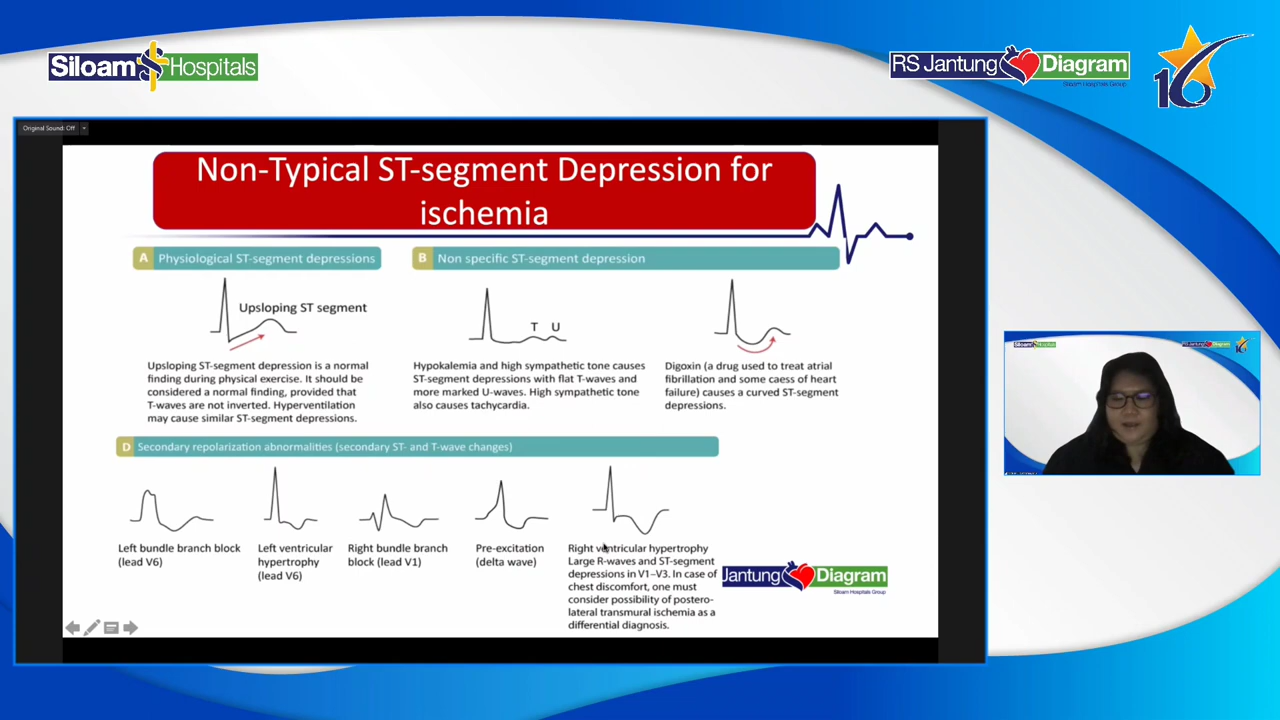 Siloam Hospitals
RS Jantung Diagram
Siloam Hospitals Group
16
Original Sound: Off
Non-Typical ST-segment Depression for
ischemia
A Physiological ST-segment depressions
B Non specific ST-segment depression
Upsloping ST segment
T U
Upsloping ST-segment depression is a normal
finding during physical exercise. It should be
considered a normal finding, provided that
T-waves are not inverted. Hyperventilation
may cause similar ST-segment depressions.
Hypokalemia and high sympathetic tone causes
ST-segment depressions with flat T-waves and
more marked U-waves. High sympathetic tone
also causes tachycardia.
Digoxin (a drug used to treat atrial
fibrillation and some caess of heart
failure) causes a curved ST-segment
depressions.
D Secondary repolarization abnormalities (secondary ST- and T-wave changes)
Left bundle branch block
(lead V6)
Left ventricular
hypertrophy
(lead V6)
Right bundle branch
block (lead V1)
Pre-excitation
(delta wave)
Right ventricular hypertrophy
Large R-waves and ST-segment
depressions in V1–V3. In case of
chest discomfort, one must
consider possibility of postero-
lateral transmural ischemia as a
differential diagnosis.
Jantung Diagram
Siloam Hospitals Group